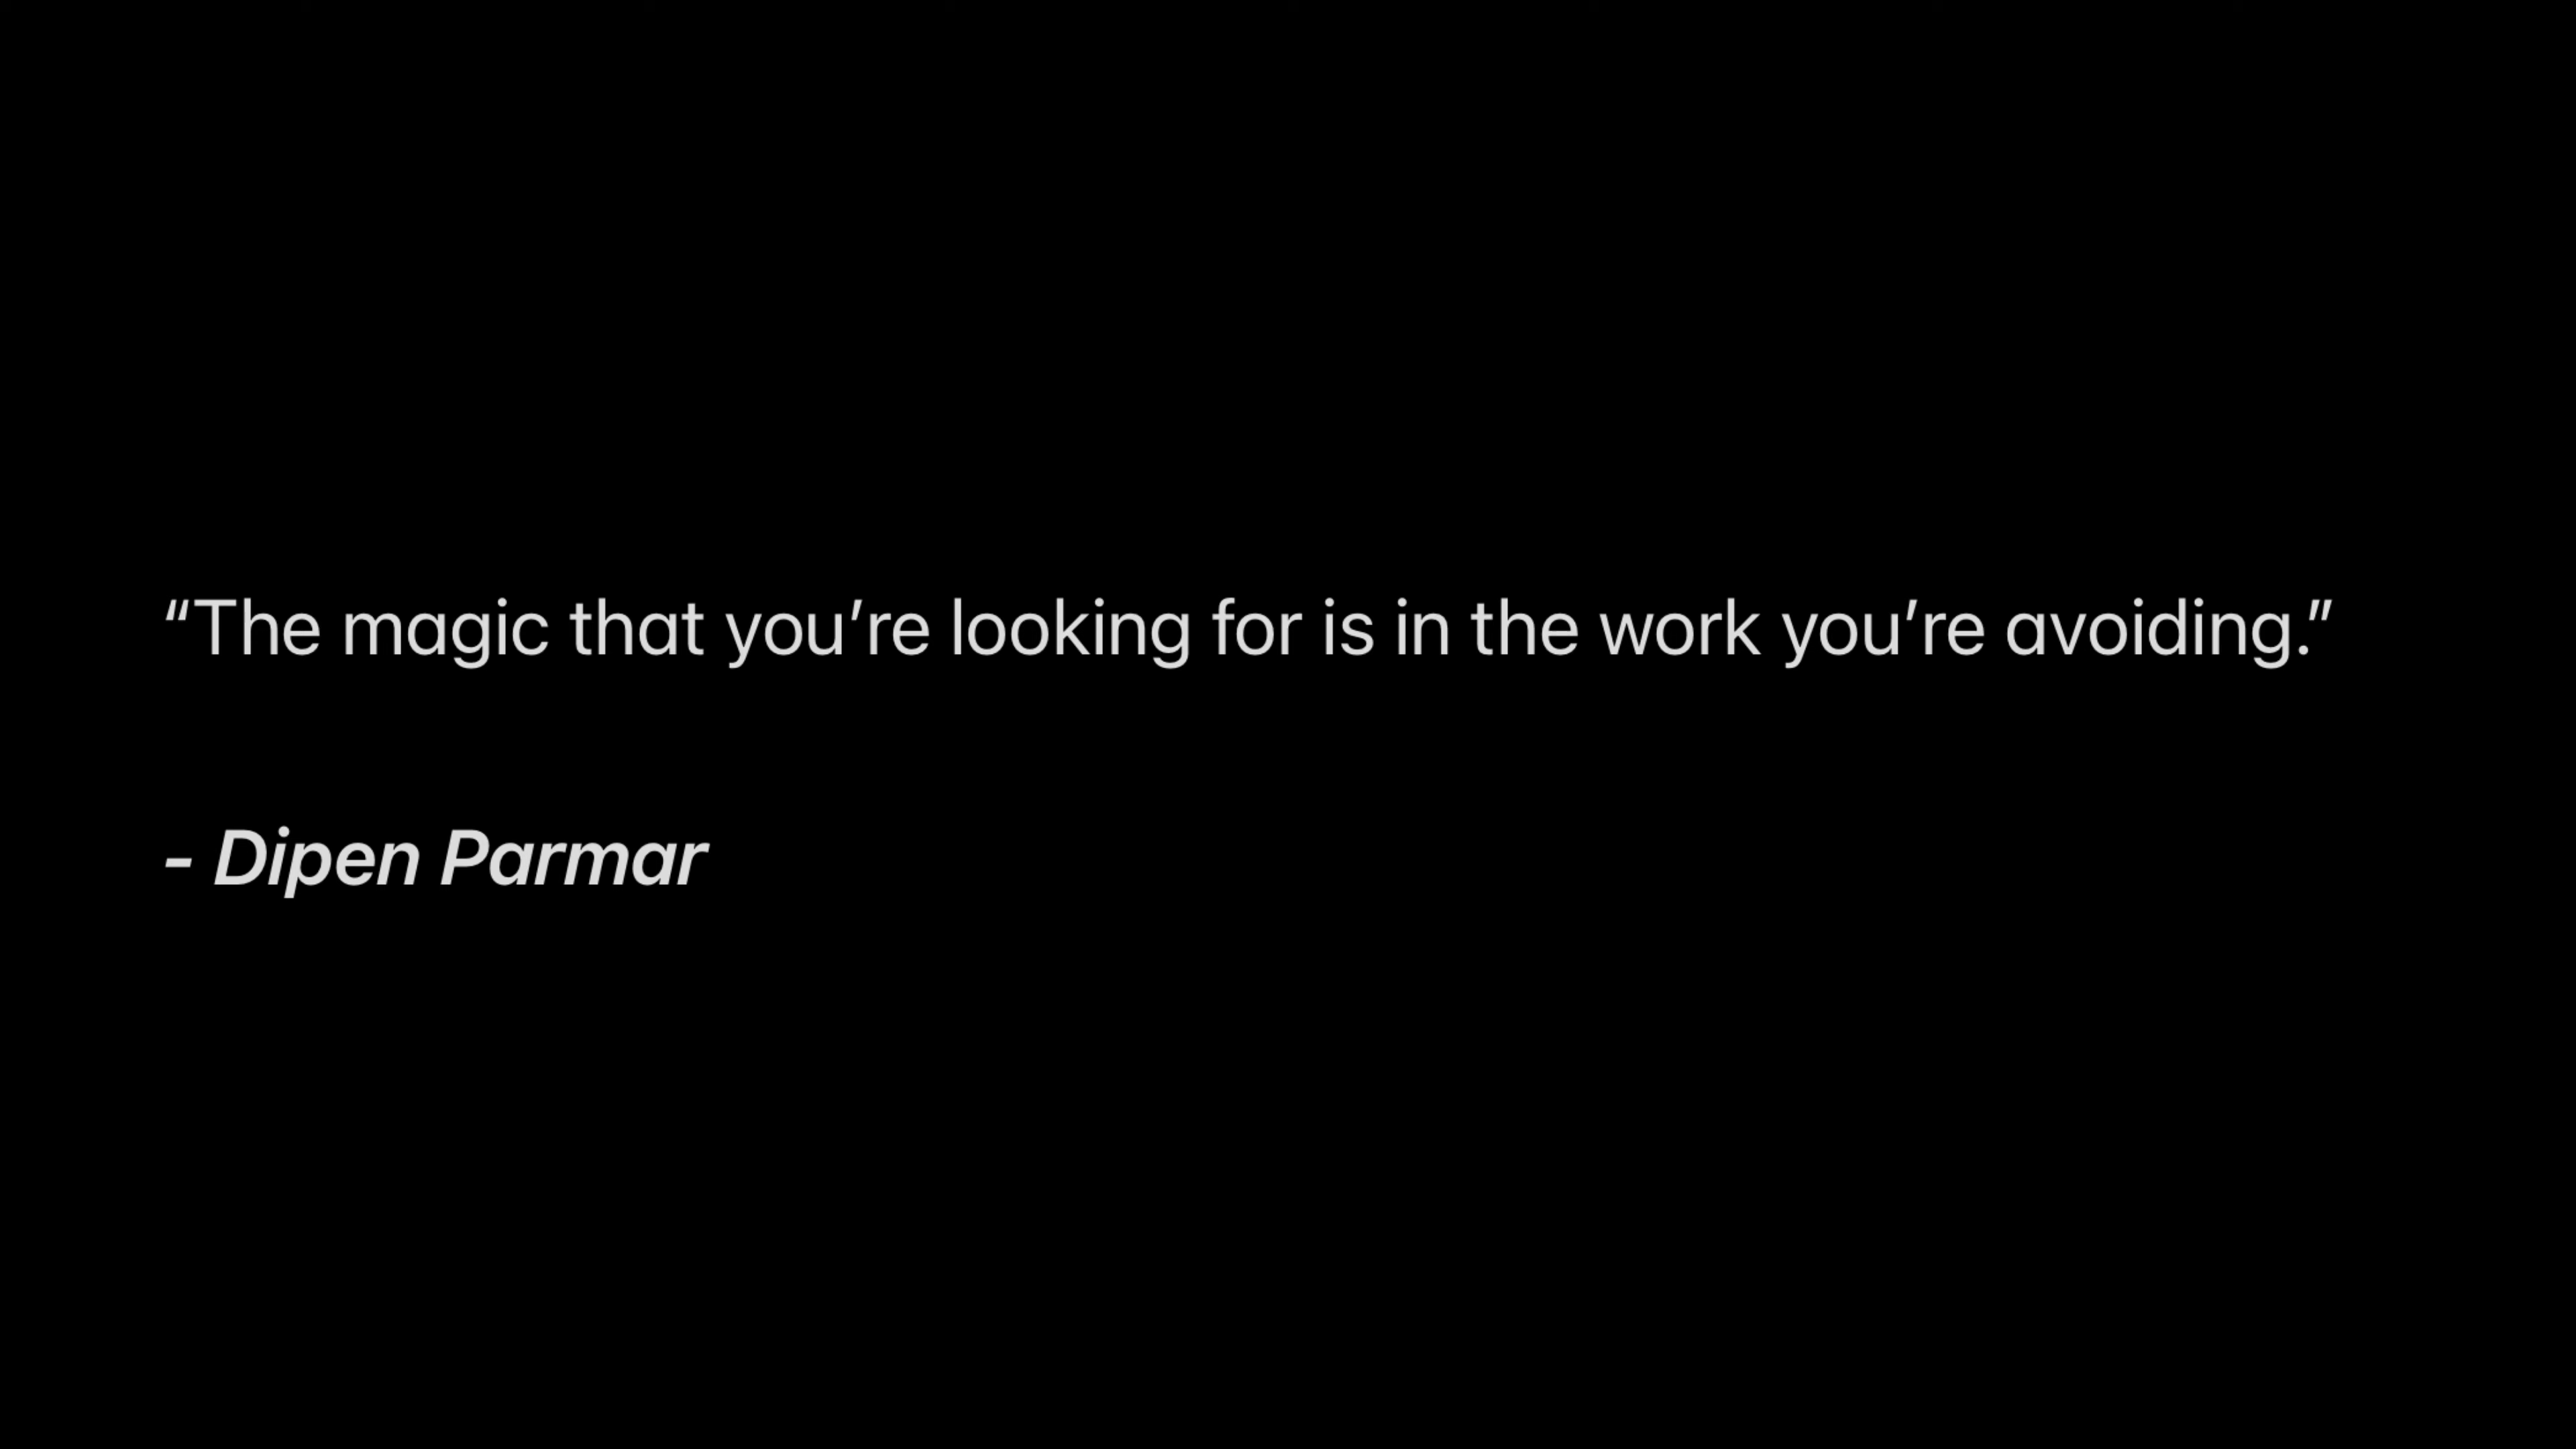 “The magic that you’re looking for is in the work you’re avoiding.”
- Dipen Parmar